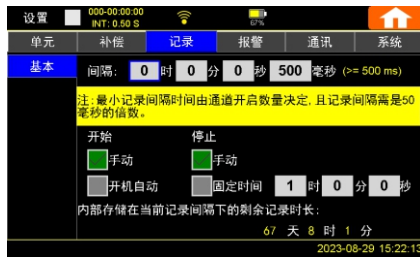 设置 000-00:00:00 INT: 0.50 S 67%
单元 补偿 记录 报警 通讯 系统
基本
间隔: 0 时 0 分 0 秒 500 毫秒 (>= 500 ms)
注:最小记录间隔时间由通道开启数量决定, 且记录间隔需是50
毫秒的倍数。
开始 停止
手动 手动
开机自动 固定时间 1 时 0 分 0 秒
内部存储在当前记录间隔下的剩余记录时长:
67 天 8 时 1 分
2023-08-29 15:22:13